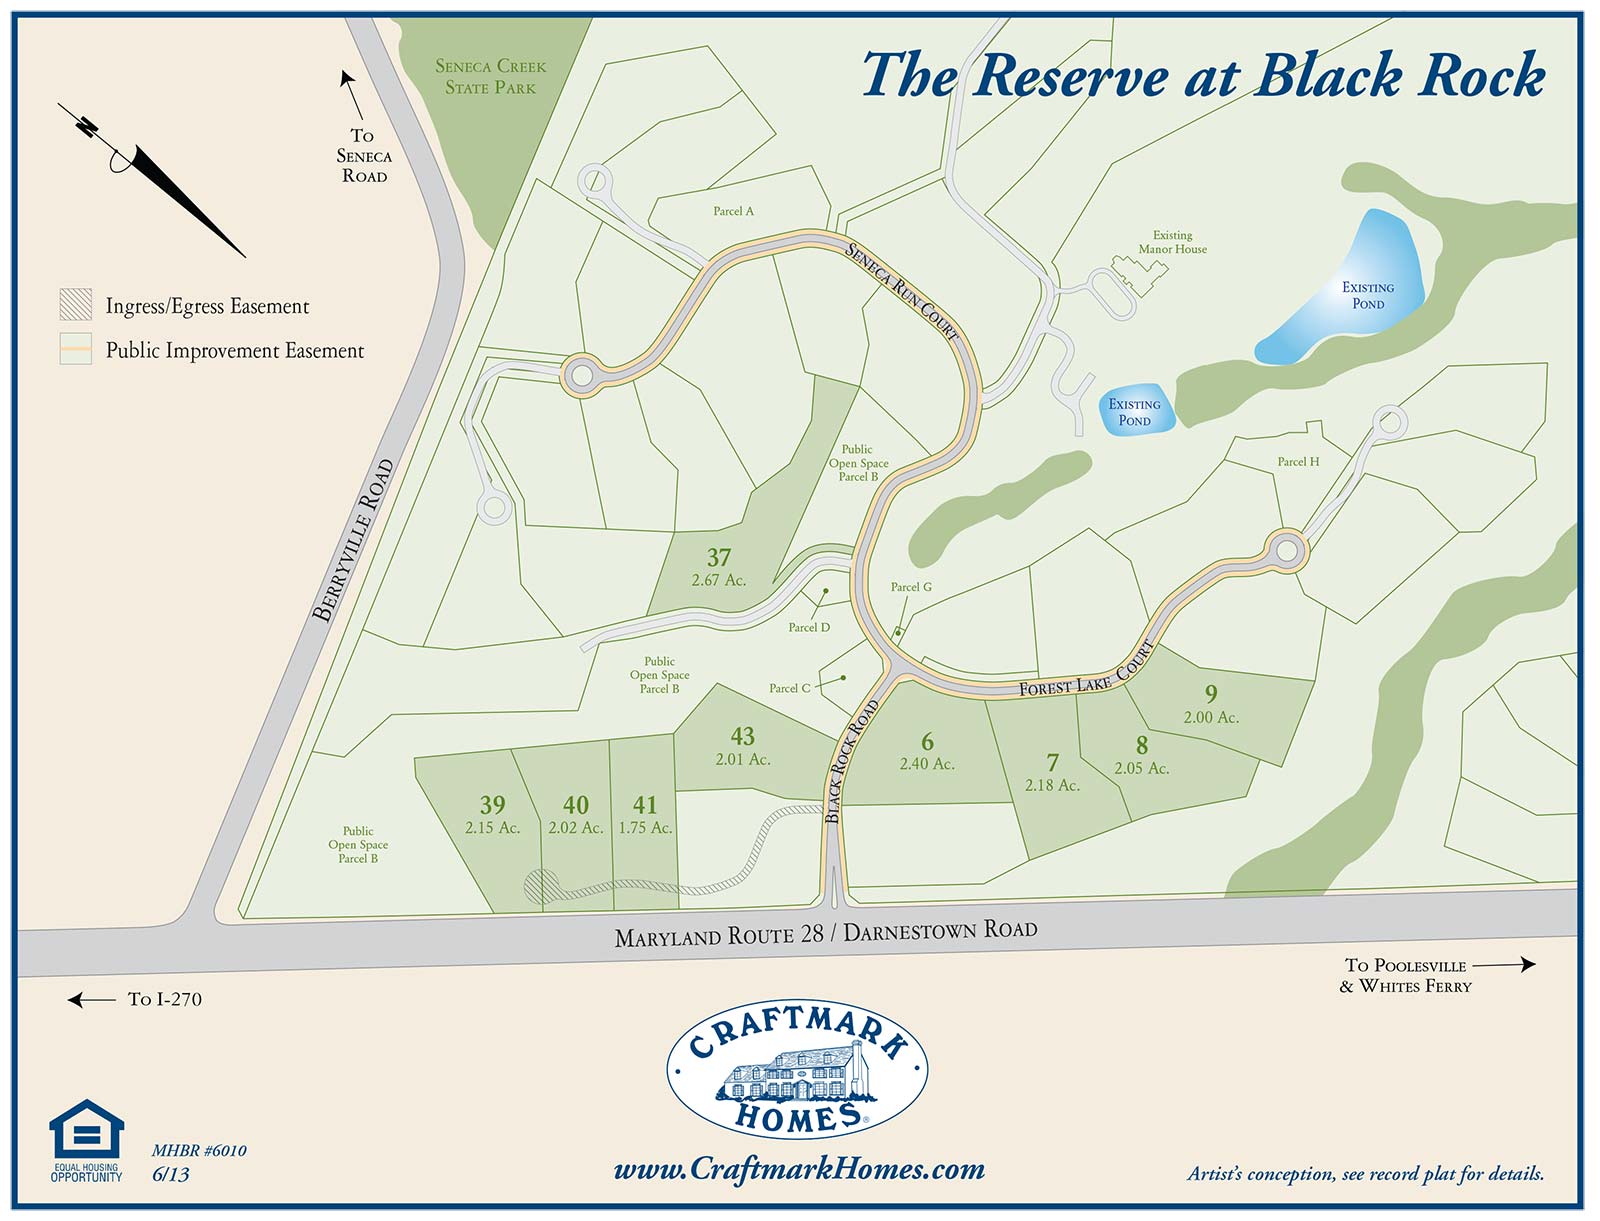 The Reserve at Black Rock
Seneca Creek
State Park
N
To
Seneca
Road
Ingress/Egress Easement
Public Improvement Easement
Parcel A
Seneca Run Court
Existing
Manor House
Existing
Pond
Existing
Pond
Public
Open Space
Parcel B
Parcel H
Berryville Road
37
2.67 Ac.
Parcel G
Parcel D
Public
Open Space
Parcel B
Parcel C
Forest Lake Court
Black Rock Road
9
2.00 Ac.
43
2.01 Ac.
6
2.40 Ac.
8
2.05 Ac.
7
2.18 Ac.
39
2.15 Ac.
40
2.02 Ac.
41
1.75 Ac.
Public
Open Space
Parcel B
Maryland Route 28 / Darnestown Road
To I-270
To Poolesville
& Whites Ferry
CRAFTMARK
HOMES®
www.CraftmarkHomes.com
EQUAL HOUSING
OPPORTUNITY
MHBR #6010
6/13
Artist's conception, see record plat for details.